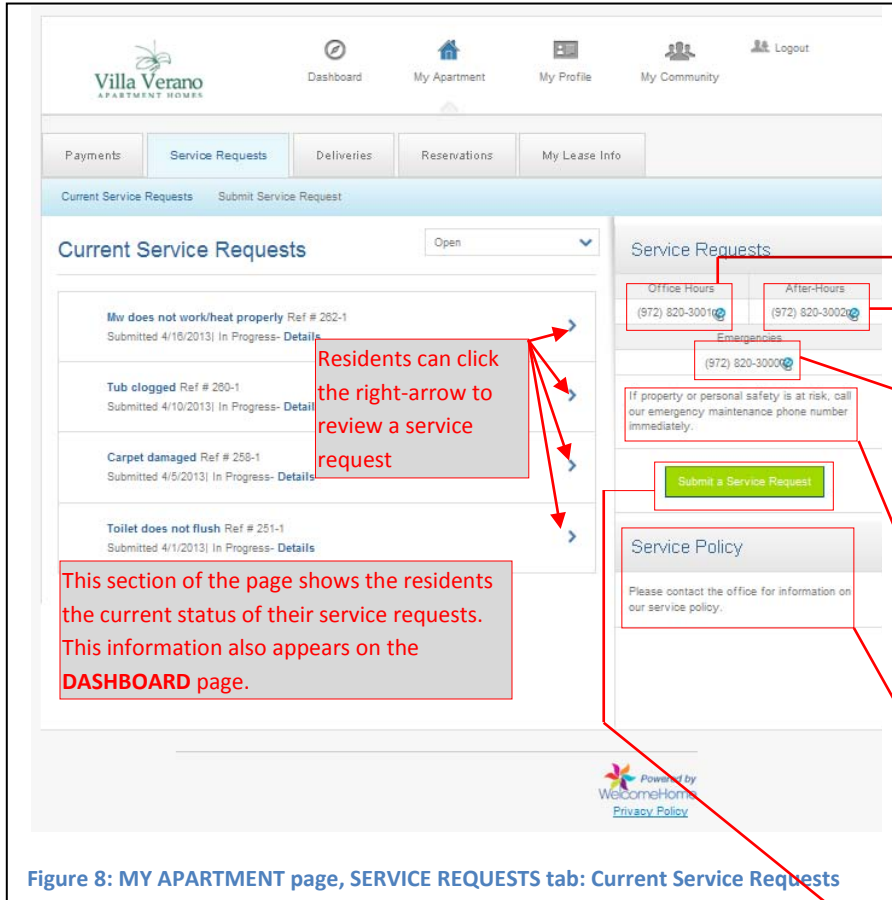 Villa Verano
APARTMENT HOMES
Dashboard
My Apartment
My Profile
My Community
Logout
Payments
Service Requests
Deliveries
Reservations
My Lease Info
Current Service Requests
Submit Service Request
Current Service Requests
Open
Mw does not work/heat properly Ref # 262-1
Submitted 4/16/2013| In Progress- Details
Tub clogged Ref # 260-1
Submitted 4/10/2013| In Progress- Detail
Carpet damaged Ref # 258-1
Submitted 4/5/2013| In Progress- Details
Toilet does not flush Ref # 251-1
Submitted 4/1/2013| In Progress- Details
Residents can click
the right-arrow to
review a service
request
This section of the page shows the residents
the current status of their service requests.
This information also appears on the
DASHBOARD page.
Service Requests
Office Hours
After-Hours
(972) 820-3001
(972) 820-3002
Emergencies
(972) 820-3000
If property or personal safety is at risk, call
our emergency maintenance phone number
immediately.
Submit a Service Request
Service Policy
Please contact the office for information on
our service policy.
Powered by
WelcomeHome
Privacy Policy
Figure 8: MY APARTMENT page, SERVICE REQUESTS tab: Current Service Requests